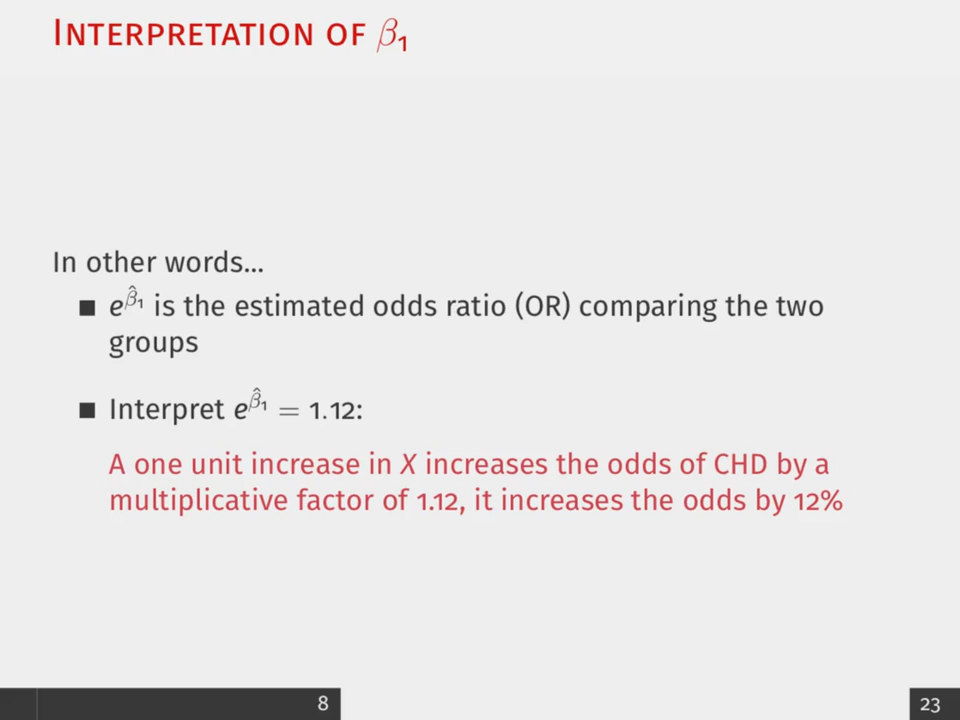 INTERPRETATION OF β₁
In other words...
■ e^β̂₁ is the estimated odds ratio (OR) comparing the two
groups
■ Interpret e^β̂₁ = 1.12:
A one unit increase in X increases the odds of CHD by a
multiplicative factor of 1.12, it increases the odds by 12%
8
23